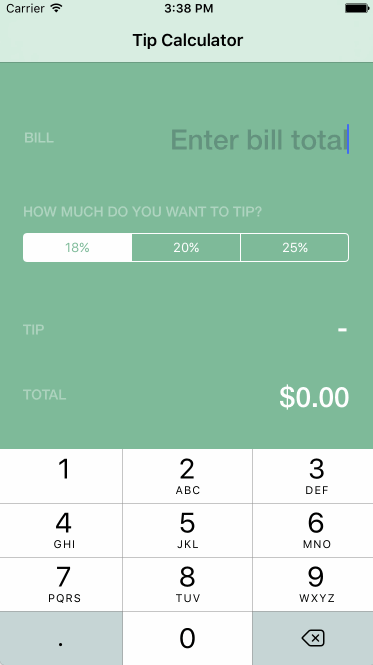 Carrier 3:38 PM
Tip Calculator
BILL Enter bill total
HOW MUCH DO YOU WANT TO TIP?
18% 20% 25%
TIP -
TOTAL $0.00
1 2 3
ABC DEF
4 5 6
GHI JKL MNO
7 8 9
PQRS TUV WXYZ
. 0